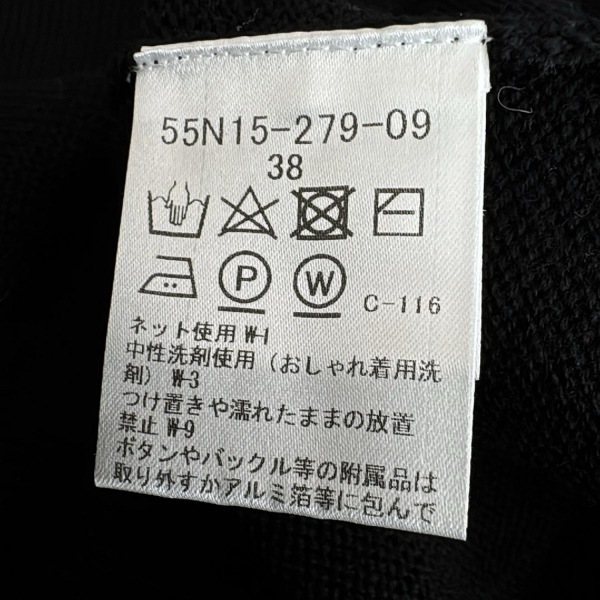 55N15-279-09
38
P W C-116
ネット使用 W-1
中性洗剤使用（おしゃれ着用洗
剤） W-3
つけ置きや濡れたままの放置
禁止 W-9
ボタンやバックル等の附属品は
取り外すかアルミ箔等に包んで